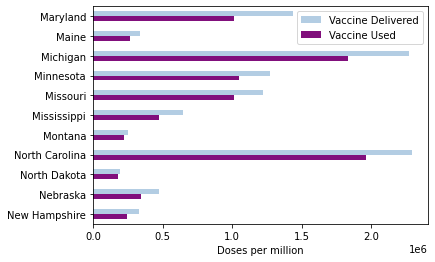 Maryland
Maine
Michigan
Minnesota
Missouri
Mississippi
Montana
North Carolina
North Dakota
Nebraska
New Hampshire
Vaccine Delivered
Vaccine Used
0.0 0.5 1.0 1.5 2.0
1e6
Doses per million